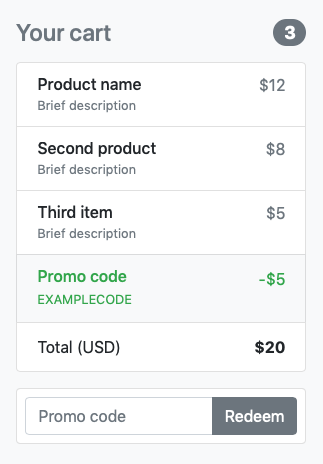 Your cart 3
Product name $12
Brief description
Second product $8
Brief description
Third item $5
Brief description
Promo code -$5
EXAMPLECODE
Total (USD) $20
Promo code Redeem